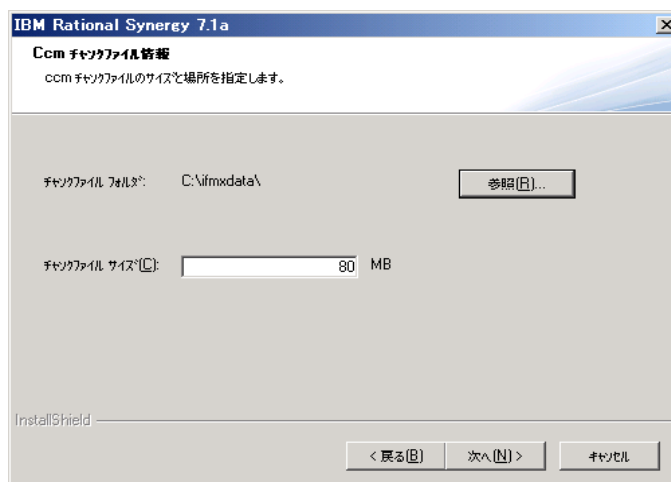 IBM Rational Synergy 7.1a
Ccm ﾁｬﾝｸﾌｧｲﾙ情報
ccm ﾁｬﾝｸﾌｧｲﾙのｻｲｽﾞと場所を指定します。
ﾁｬﾝｸﾌｧｲﾙ ﾌｫﾙﾀﾞ: C:\ifmxdata\ 参照(R)...
ﾁｬﾝｸﾌｧｲﾙ ｻｲｽﾞ(C): 80 MB
InstallShield
< 戻る(B) 次へ(N) > ｷｬﾝｾﾙ